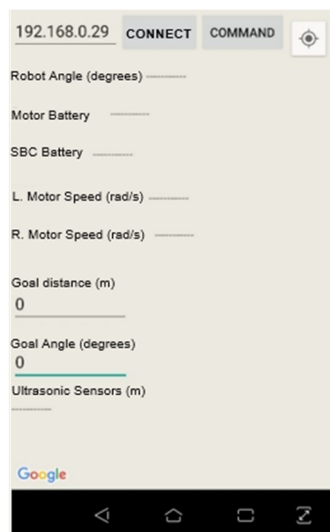 192.168.0.29 CONNECT COMMAND
Robot Angle (degrees) ----------
Motor Battery ----------
SBC Battery ----------
L. Motor Speed (rad/s) ----------
R. Motor Speed (rad/s) ----------
Goal distance (m)
0
Goal Angle (degrees)
0
Ultrasonic Sensors (m)
----------
Google